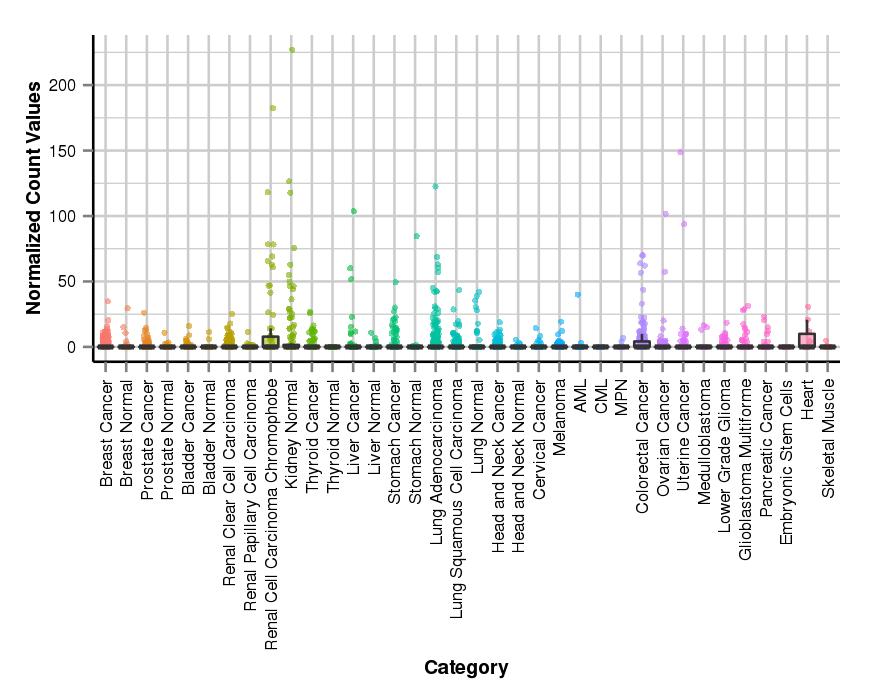 Normalized Count Values
200
150
100
50
0
Breast Cancer
Breast Normal
Prostate Cancer
Prostate Normal
Bladder Cancer
Bladder Normal
Renal Clear Cell Carcinoma
Renal Papillary Cell Carcinoma
Renal Cell Carcinoma Chromophobe
Kidney Normal
Thyroid Cancer
Thyroid Normal
Liver Cancer
Liver Normal
Stomach Cancer
Stomach Normal
Lung Adenocarcinoma
Lung Squamous Cell Carcinoma
Lung Normal
Head and Neck Cancer
Head and Neck Normal
Cervical Cancer
Melanoma
AML
CML
MPN
Colorectal Cancer
Ovarian Cancer
Uterine Cancer
Medulloblastoma
Lower Grade Glioma
Glioblastoma Multiforme
Pancreatic Cancer
Embryonic Stem Cells
Heart
Skeletal Muscle
Category